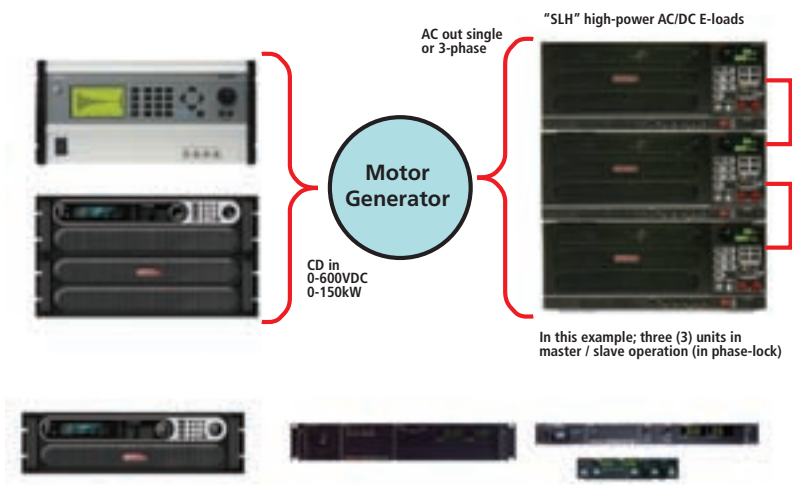 "SLH" high-power AC/DC E-loads
AC out single
or 3-phase
Motor
Generator
CD in
0-600VDC
0-150kW
In this example; three (3) units in
master / slave operation (in phase-lock)